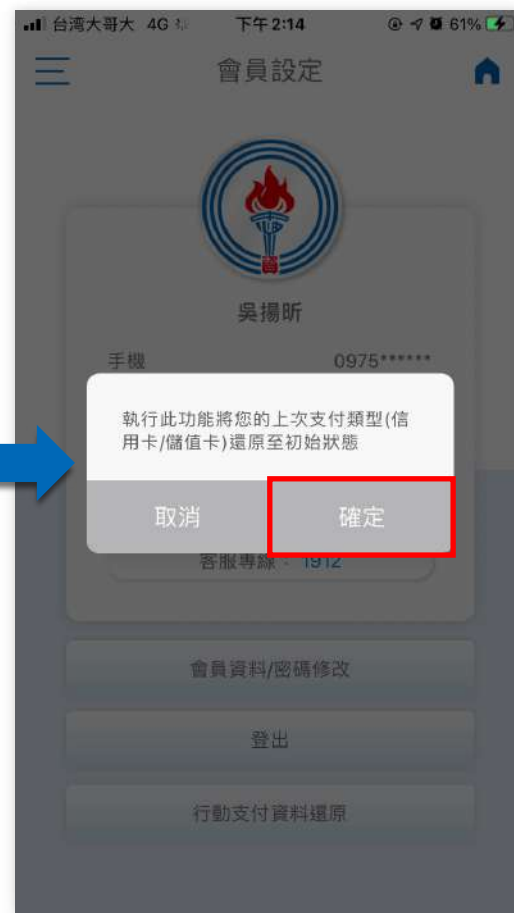 台湾大哥大 4G 下午2:14 61%
會員設定
吳揚昕
手機 0975******
執行此功能將您的上次支付類型(信
用卡/儲值卡)還原至初始狀態
取消 確定
客服專線： 1912
會員資料/密碼修改
登出
行動支付資料還原